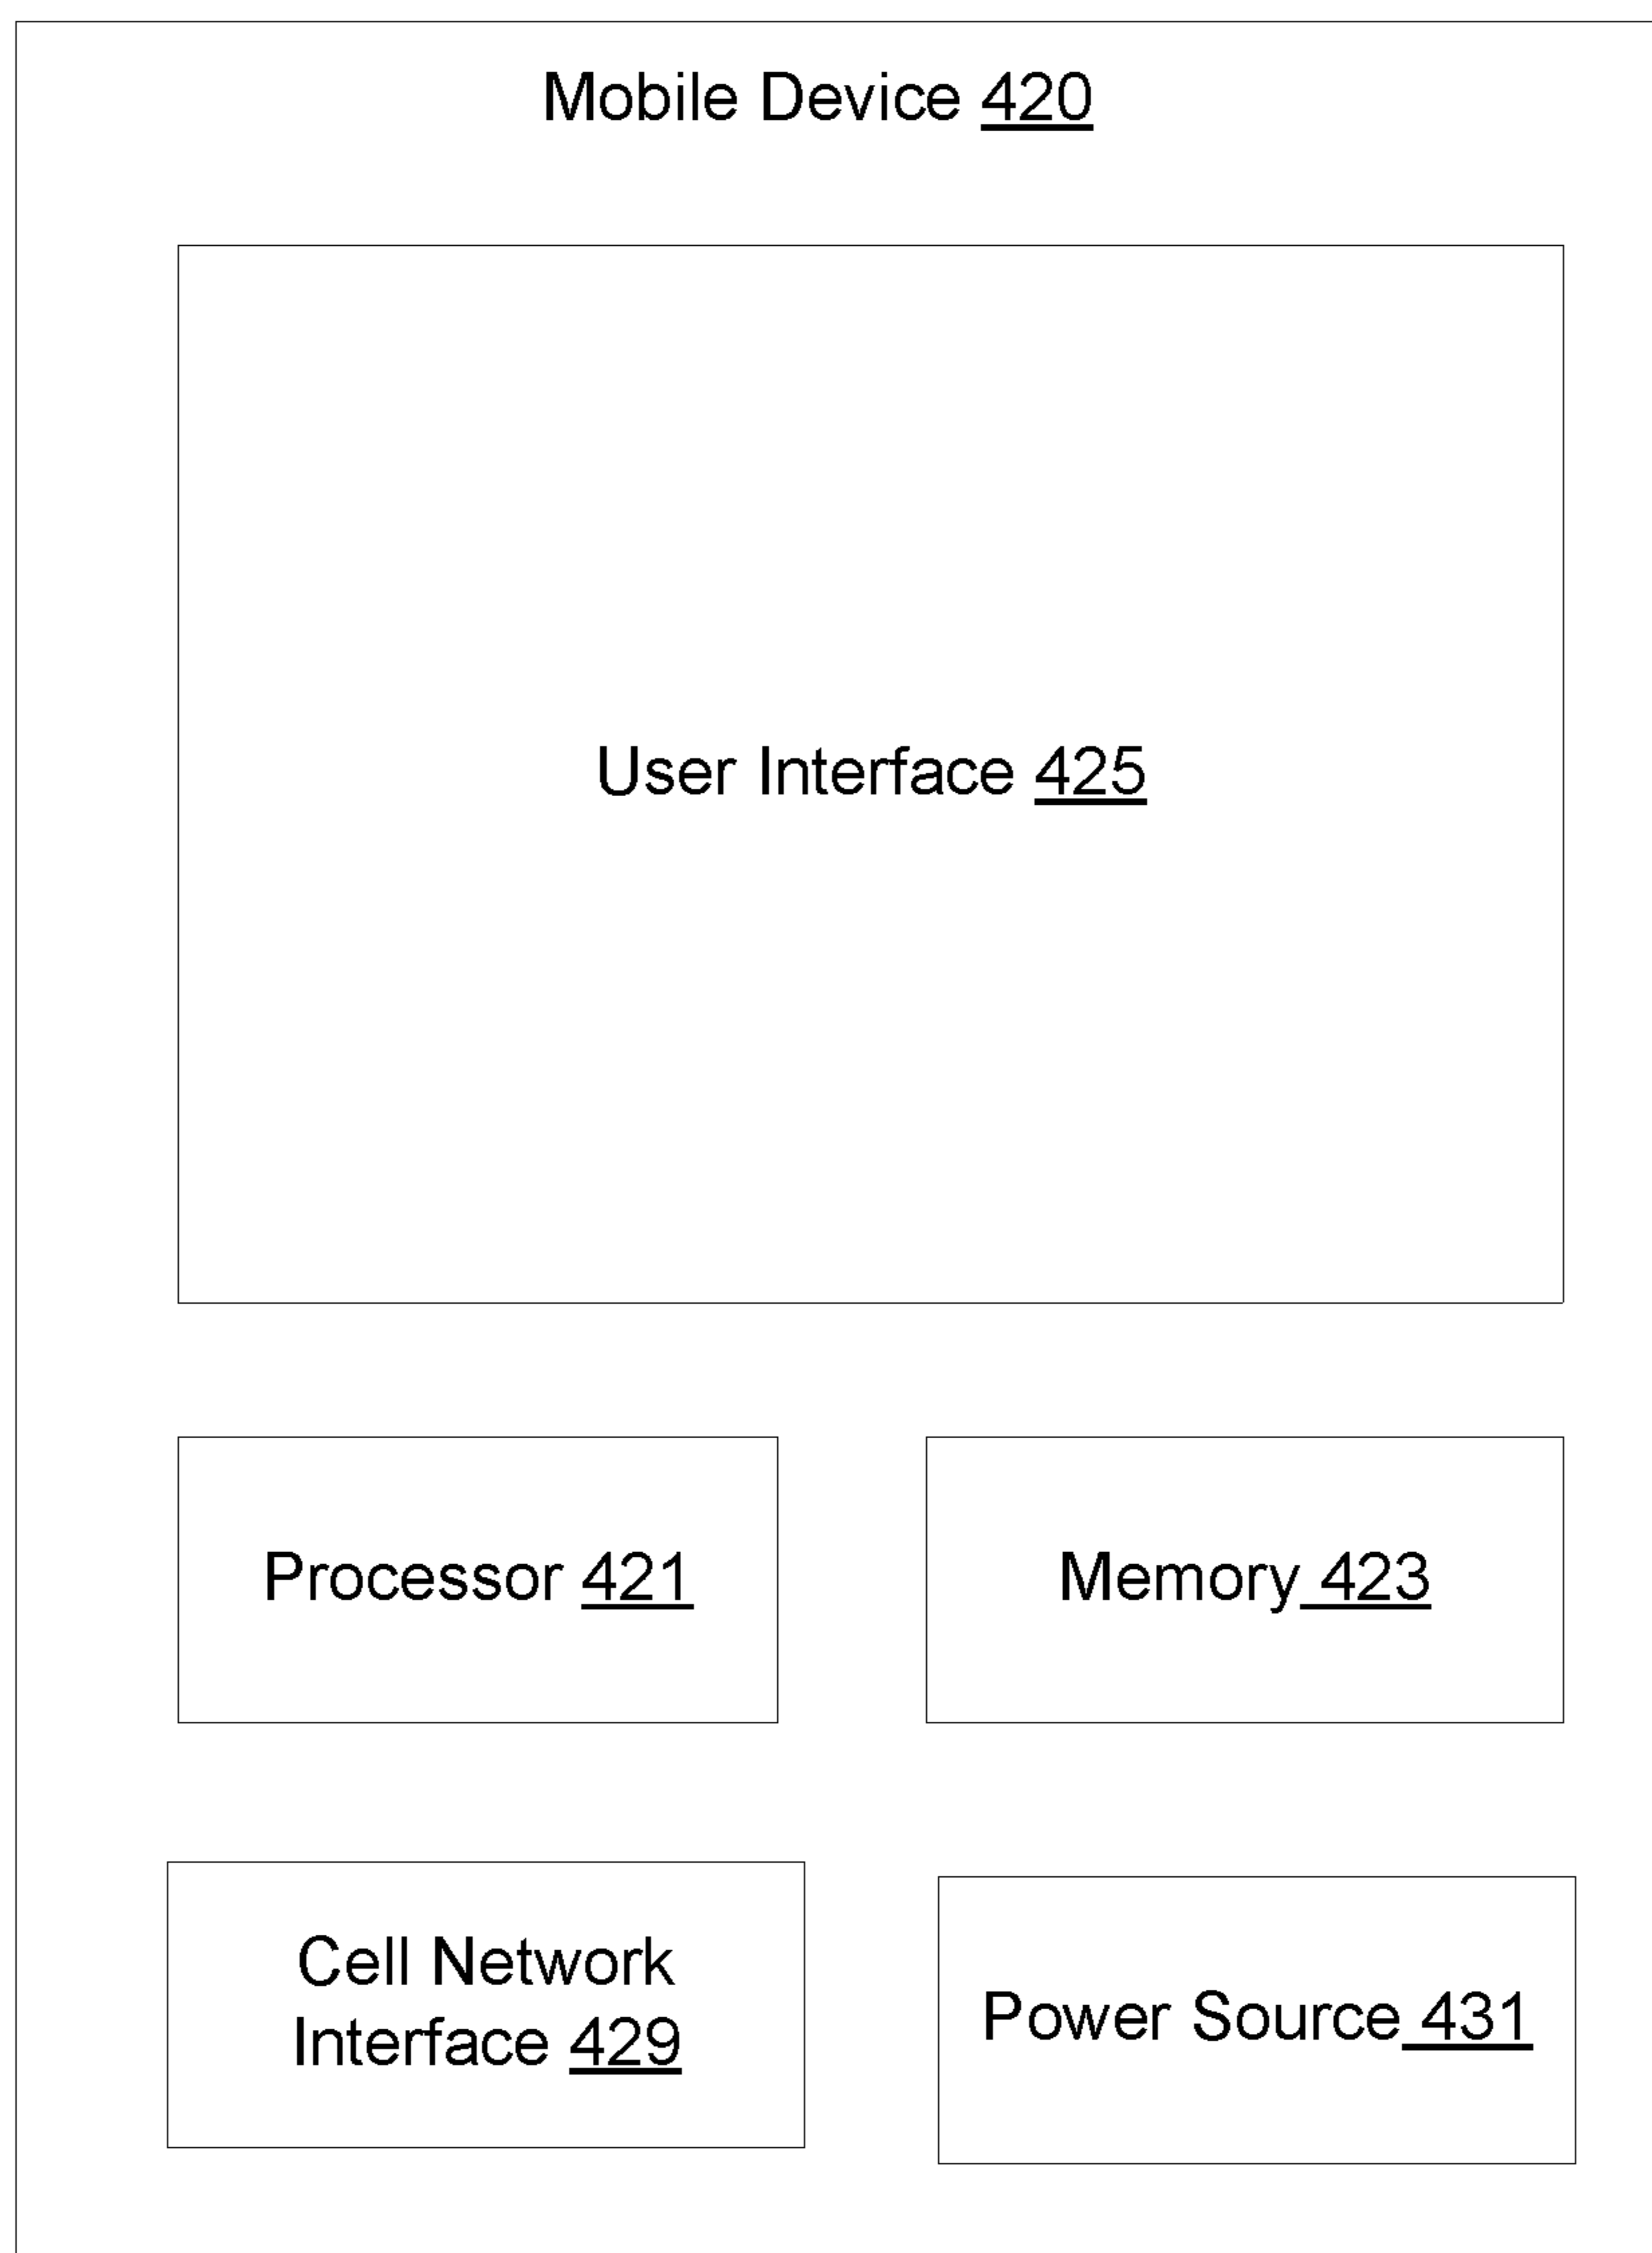 Mobile Device 420
User Interface 425
Processor 421
Memory 423
Cell Network
Interface 429
Power Source 431